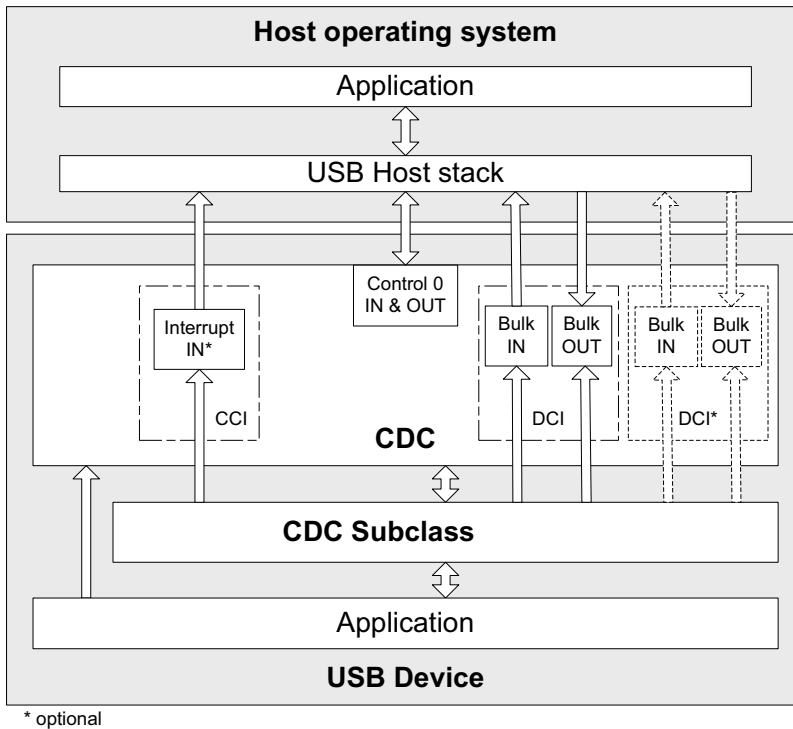 Host operating system
Application
USB Host stack
Control 0
IN & OUT
Interrupt
IN*
CCI
Bulk
IN
Bulk
OUT
DCI
Bulk
IN
Bulk
OUT
DCI*
CDC
CDC Subclass
Application
USB Device
* optional